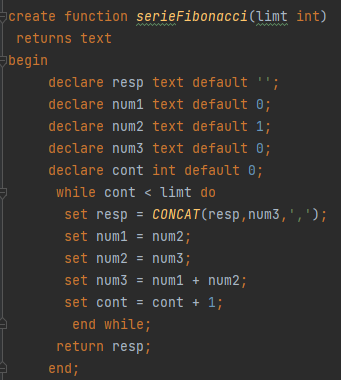 create function serieFibonacci(limt int)
returns text
begin
declare resp text default '';
declare num1 text default 0;
declare num2 text default 1;
declare num3 text default 0;
declare cont int default 0;
while cont < limt do
set resp = CONCAT(resp,num3,',');
set num1 = num2;
set num2 = num3;
set num3 = num1 + num2;
set cont = cont + 1;
end while;
return resp;
end;